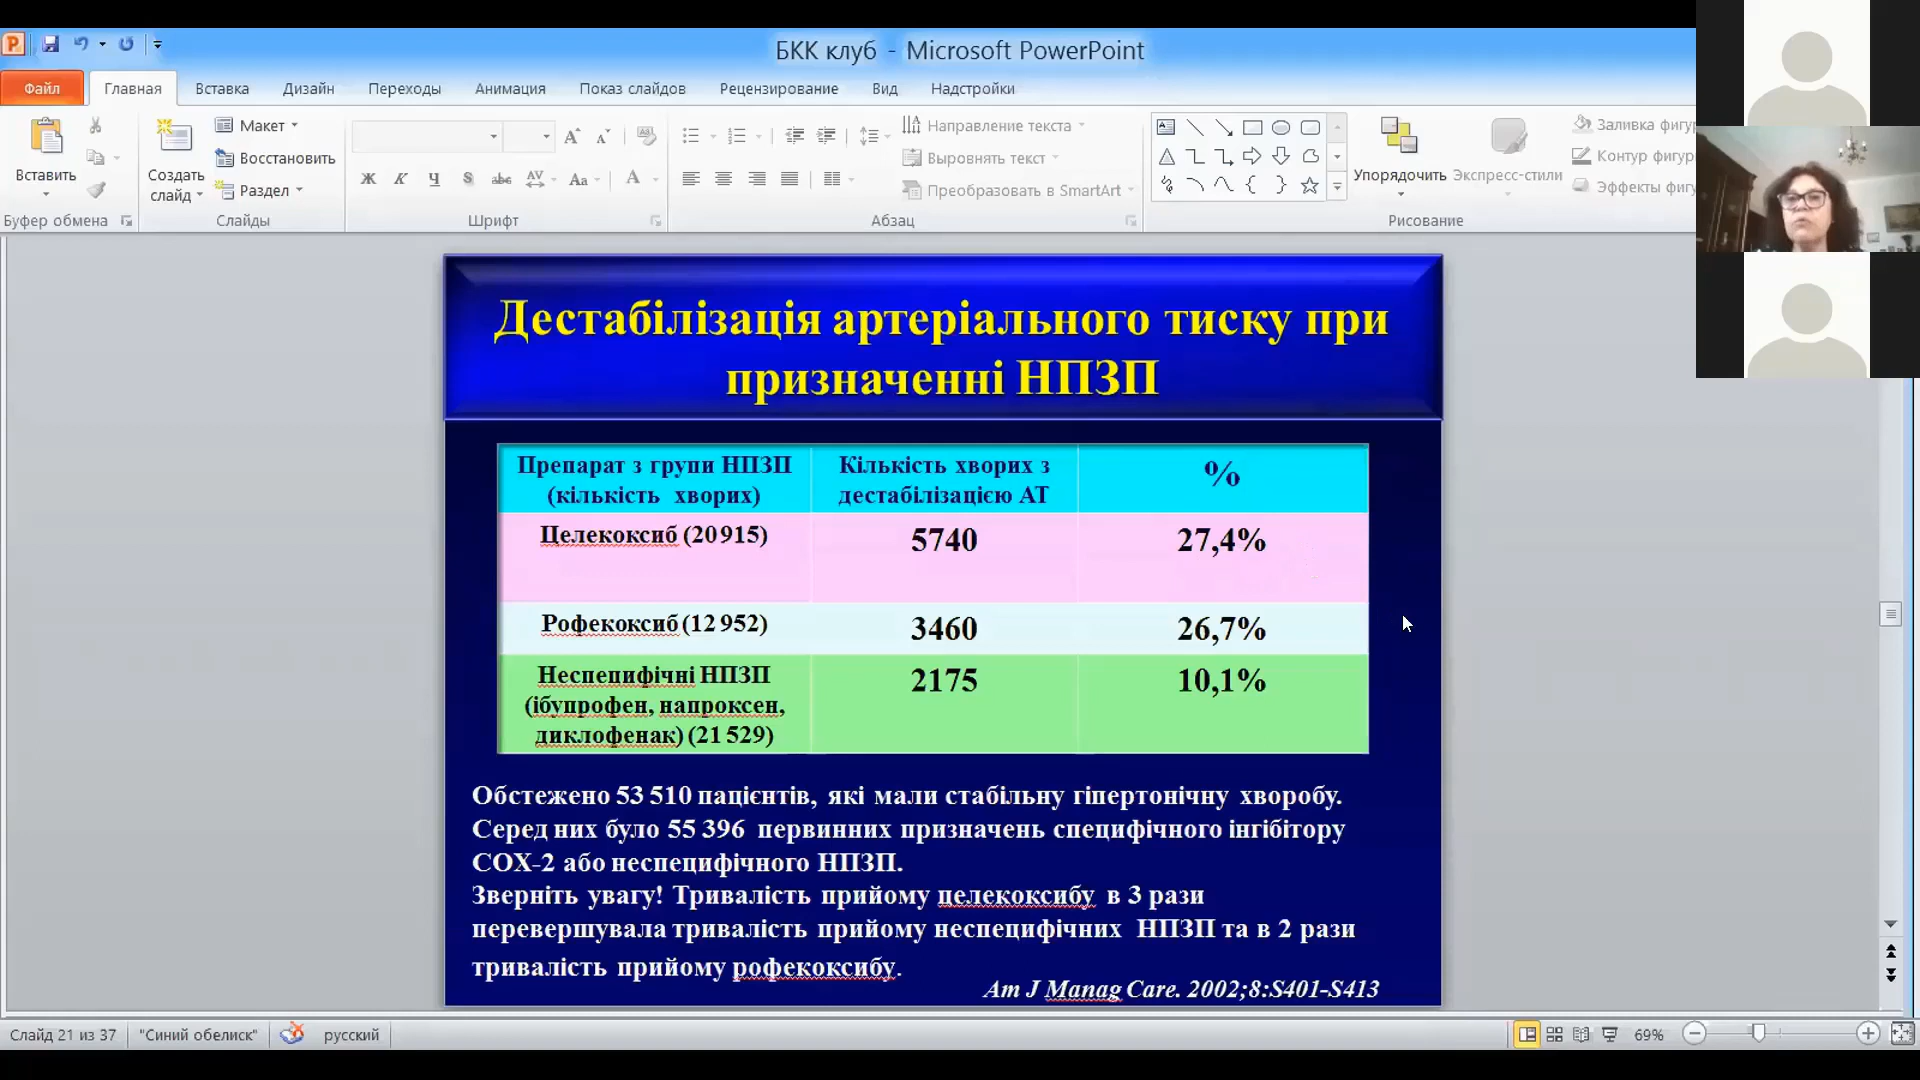 БКК клуб - Microsoft PowerPoint
Файл Главная Вставка Дизайн Переходы Анимация Показ слайдов Рецензирование Вид Надстройки
Вставить
Буфер обмена
Создать слайд
Макет
Восстановить
Раздел
Слайды
Ж К Ч S abc AV Aa A
Шрифт
Направление текста
Выровнять текст
Преобразовать в SmartArt
Абзац
Упорядочить
Экспресс-стили
Заливка фигу
Контур фигур
Эффекты фигу
Рисование
Дестабілізація артеріального тиску при
призначенні НПЗП
Препарат з групи НПЗП
(кількість хворих)
Кількість хворих з
дестабілізацією АТ
%
Целекоксиб (20 915) 5740 27,4%
Рофекоксиб (12 952) 3460 26,7%
Неспецифічні НПЗП
(ібупрофен, напроксен,
диклофенак) (21 529)
2175 10,1%
Обстежено 53 510 пацієнтів, які мали стабільну гіпертонічну хворобу.
Серед них було 55 396 первинних призначень специфічного інгібітору
СОХ-2 або неспецифічного НПЗП.
Зверніть увагу! Тривалість прийому целекоксибу в 3 рази
перевершувала тривалість прийому неспецифічних НПЗП та в 2 рази
тривалість прийому рофекоксибу.
Am J Manag Care. 2002;8:S401-S413
Слайд 21 из 37 "Синий обелиск" русский 69%